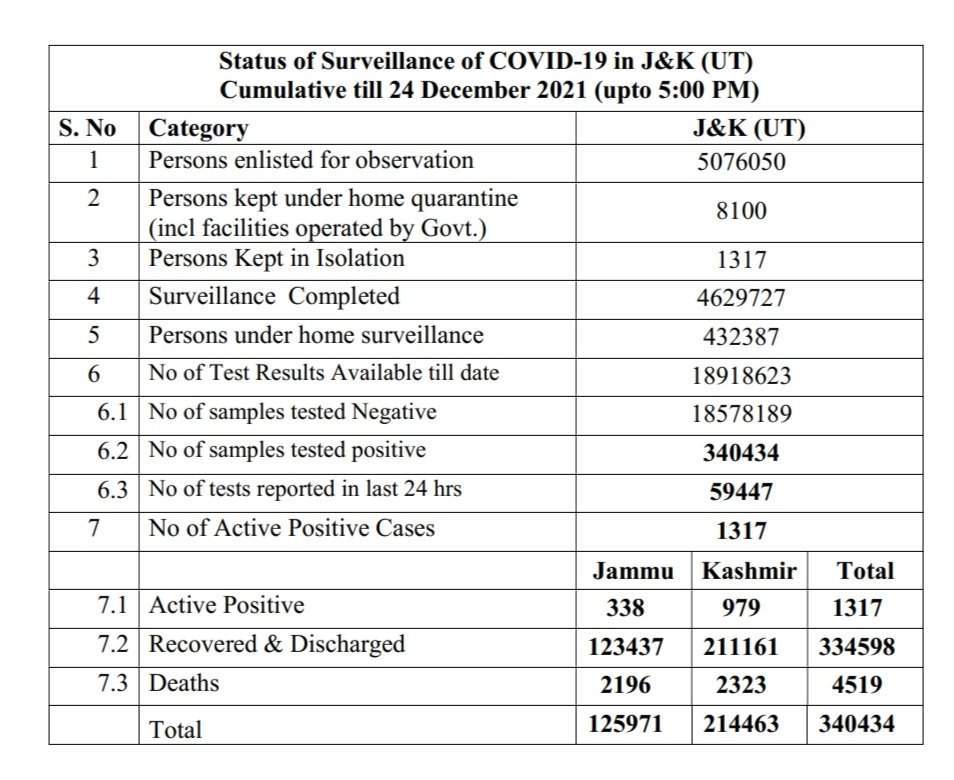 Status of Surveillance of COVID-19 in J&K (UT)
Cumulative till 24 December 2021 (upto 5:00 PM)
S. No Category J&K (UT)
1 Persons enlisted for observation 5076050
2 Persons kept under home quarantine
(incl facilities operated by Govt.) 8100
3 Persons Kept in Isolation 1317
4 Surveillance Completed 4629727
5 Persons under home surveillance 432387
6 No of Test Results Available till date 18918623
6.1 No of samples tested Negative 18578189
6.2 No of samples tested positive 340434
6.3 No of tests reported in last 24 hrs 59447
7 No of Active Positive Cases 1317
Jammu Kashmir Total
7.1 Active Positive 338 979 1317
7.2 Recovered & Discharged 123437 211161 334598
7.3 Deaths 2196 2323 4519
Total 125971 214463 340434